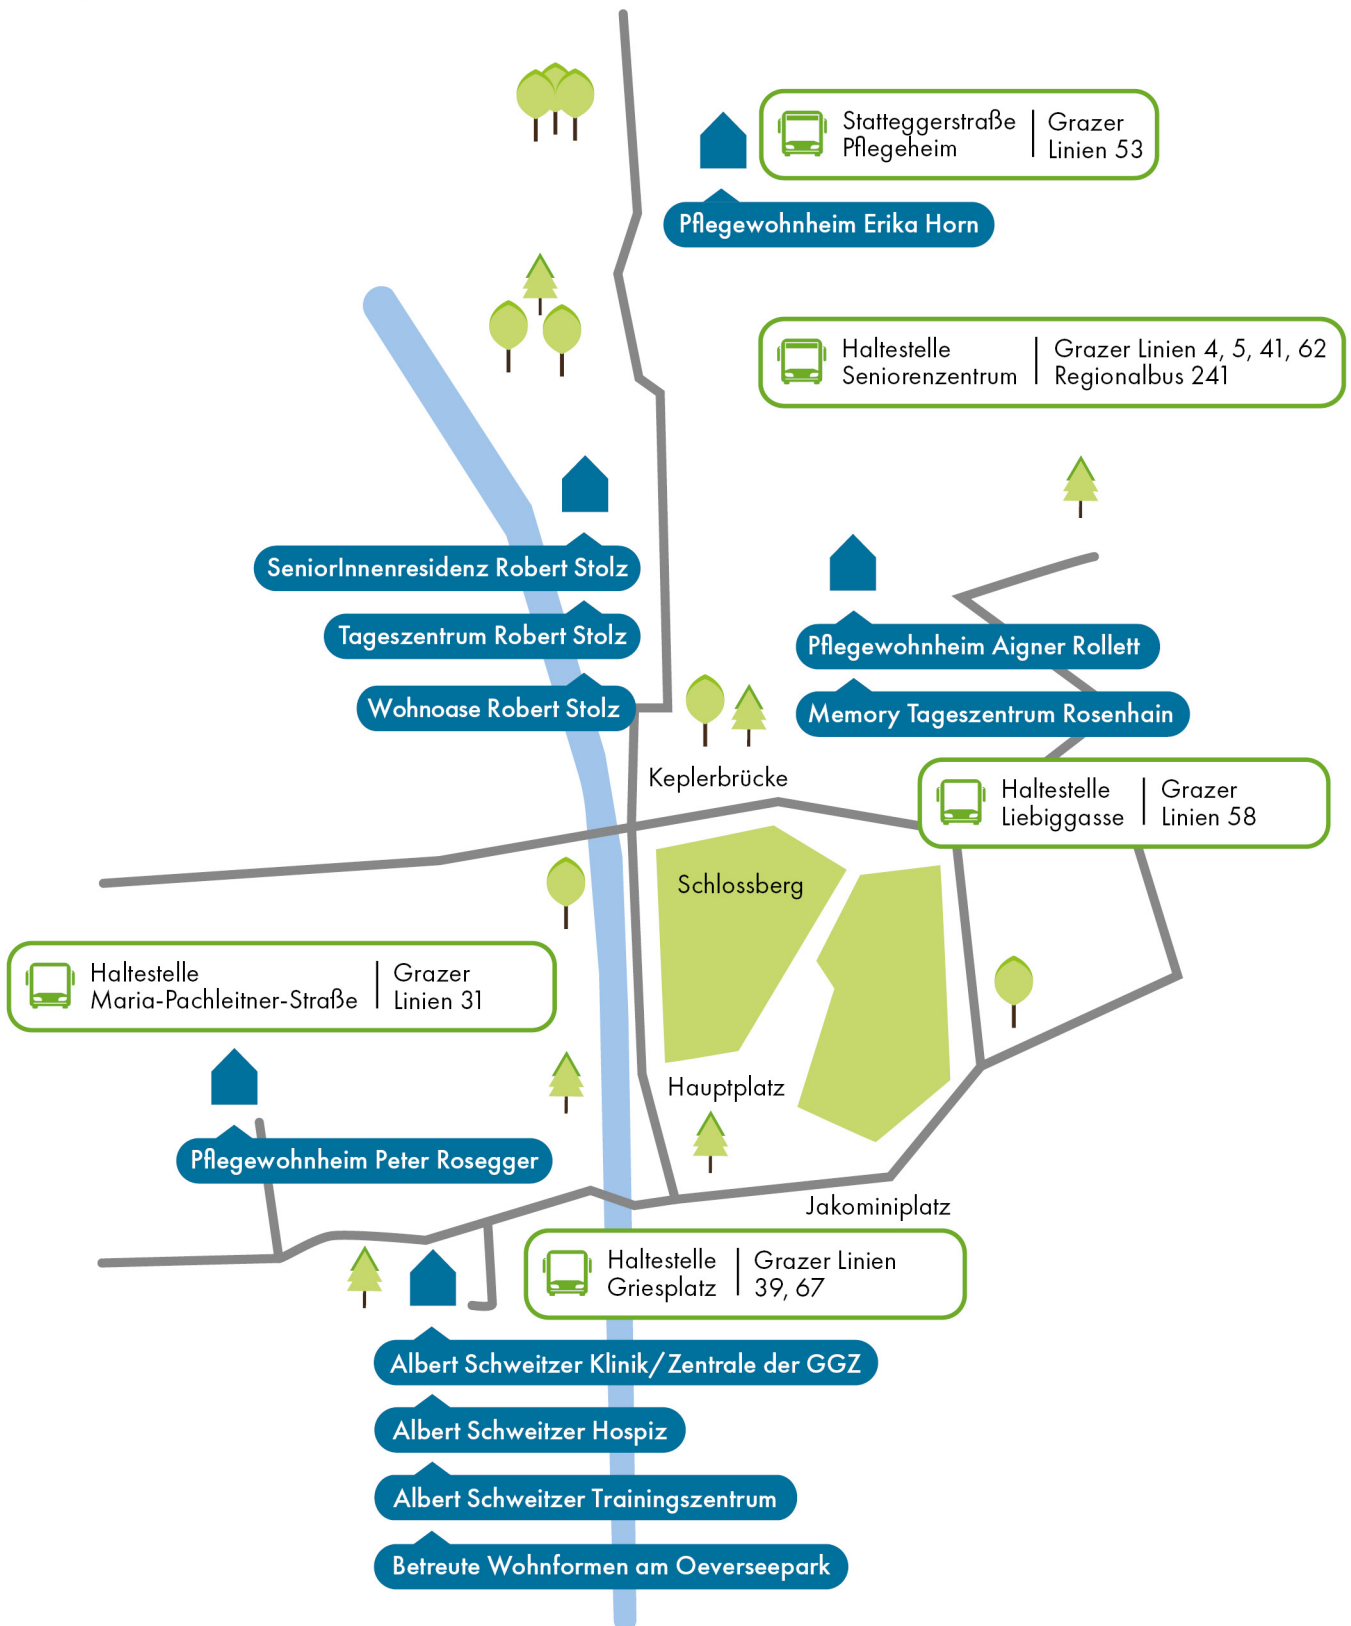 Statteggerstraße
Pflegeheim
Grazer
Linien 53
Pflegewohnheim Erika Horn
Haltestelle
Seniorenzentrum
Grazer Linien 4, 5, 41, 62
Regionalbus 241
SeniorInnenresidenz Robert Stolz
Tageszentrum Robert Stolz
Wohnoase Robert Stolz
Pflegewohnheim Aigner Rollett
Memory Tageszentrum Rosenhain
Keplerbrücke
Haltestelle
Liebiggasse
Grazer
Linien 58
Schlossberg
Haltestelle
Maria-Pachleitner-Straße
Grazer
Linien 31
Hauptplatz
Pflegewohnheim Peter Rosegger
Jakominiplatz
Haltestelle
Griesplatz
Grazer Linien
39, 67
Albert Schweitzer Klinik/Zentrale der GGZ
Albert Schweitzer Hospiz
Albert Schweitzer Trainingszentrum
Betreute Wohnformen am Oeverseepark